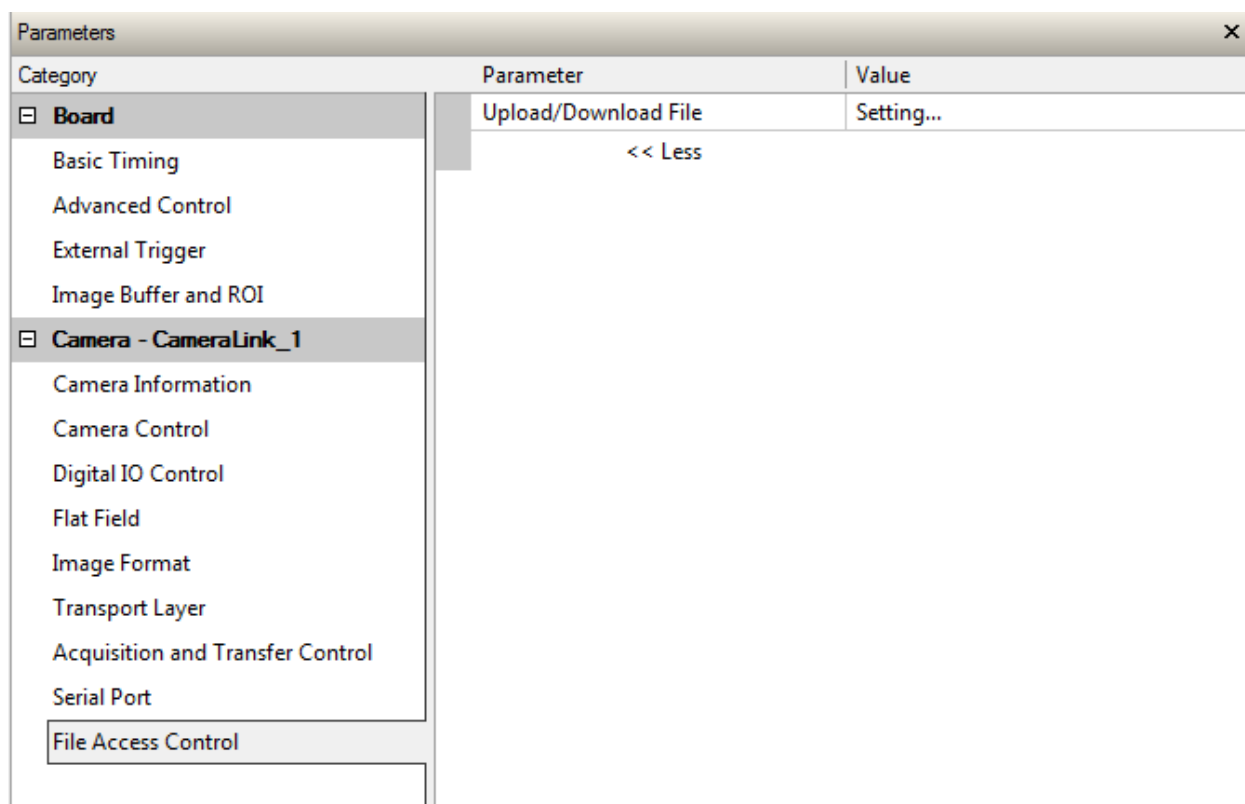 Parameters
Category Parameter Value
Board Upload/Download File Setting...
Basic Timing << Less
Advanced Control
External Trigger
Image Buffer and ROI
Camera - CameraLink_1
Camera Information
Camera Control
Digital IO Control
Flat Field
Image Format
Transport Layer
Acquisition and Transfer Control
Serial Port
File Access Control